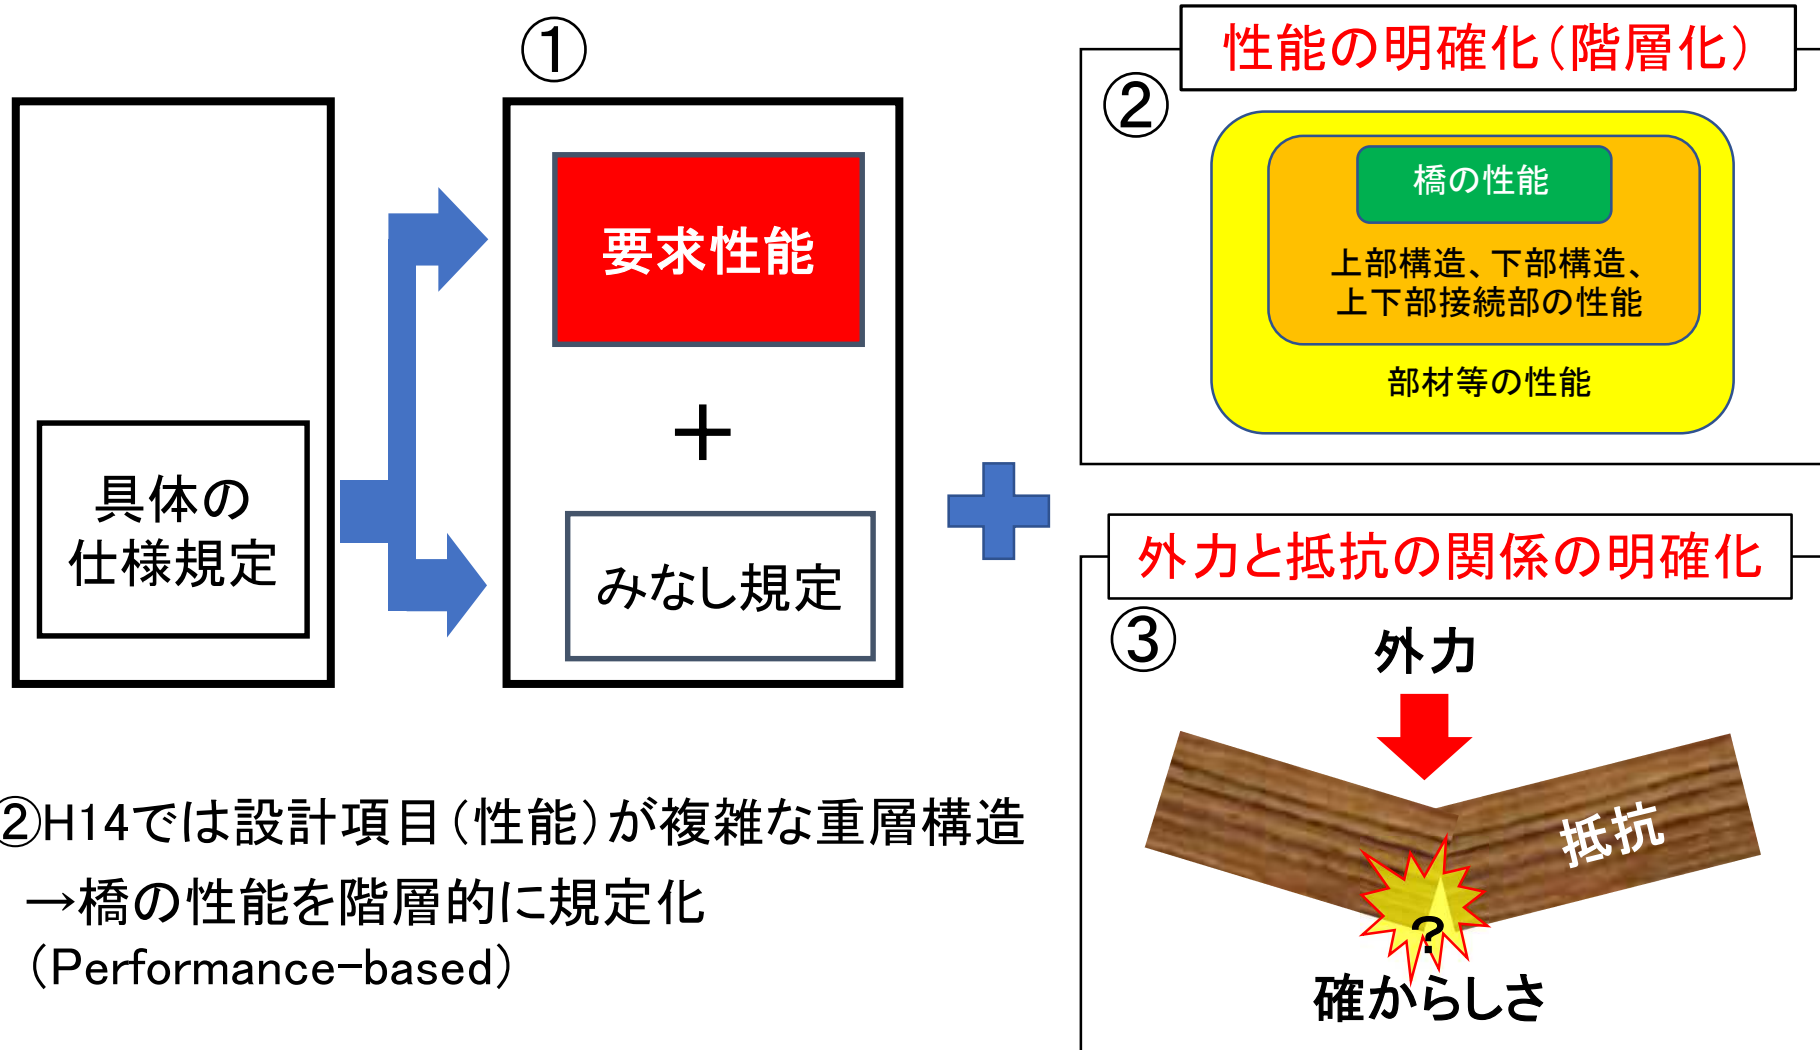 具体の
仕様規定
①
要求性能
＋
みなし規定
性能の明確化（階層化）
②
橋の性能
上部構造、下部構造、
上下部接続部の性能
部材等の性能
外力と抵抗の関係の明確化
③
外力
抵抗
?
確からしさ
②H14では設計項目（性能）が複雑な重層構造
→橋の性能を階層的に規定化
（Performance-based）